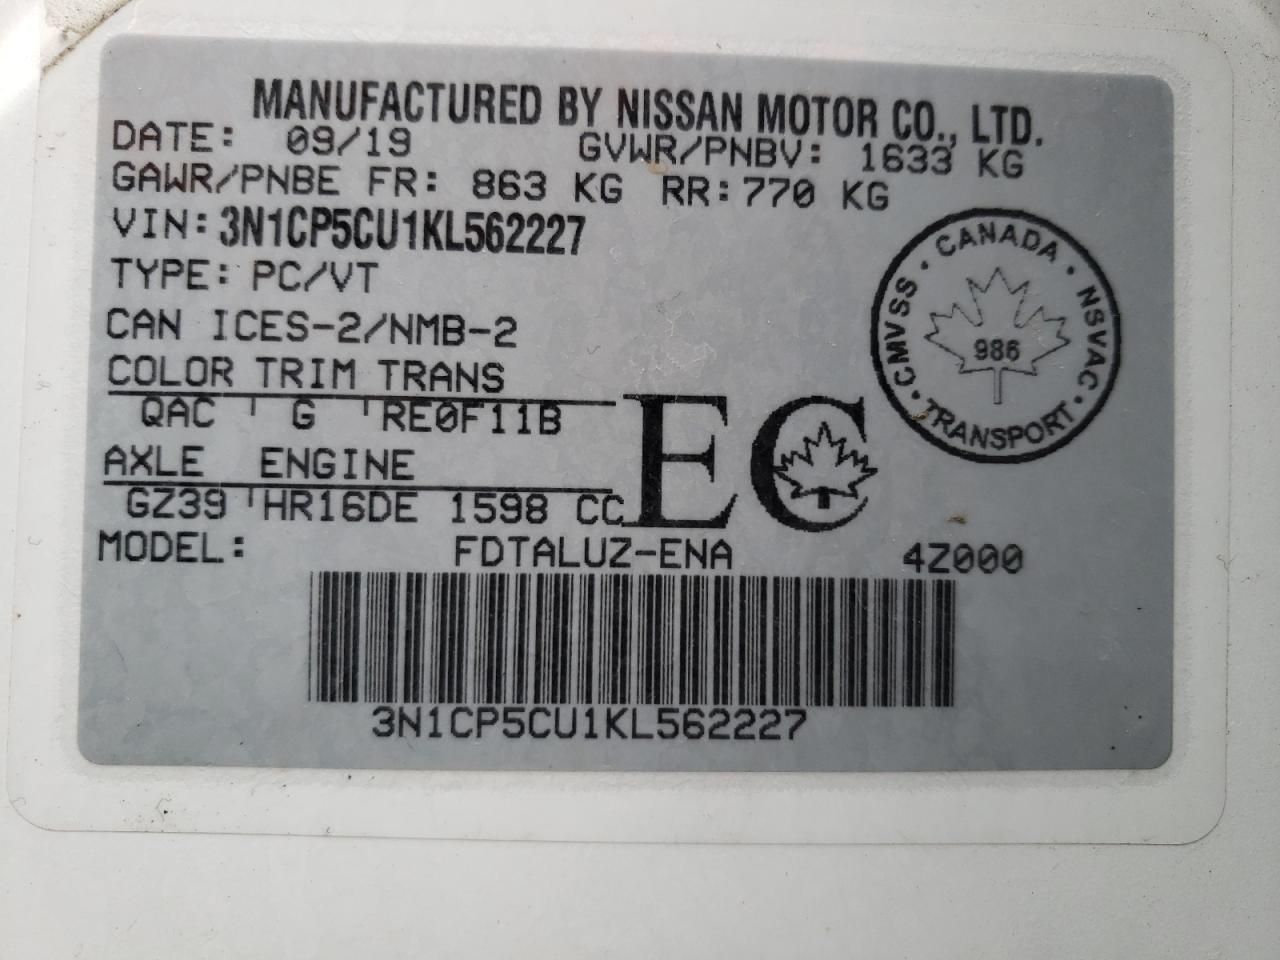 MANUFACTURED BY NISSAN MOTOR CO., LTD.
DATE: 09/19 GVWR/PNBV: 1633 KG
GAWR/PNBE FR: 863 KG RR:770 KG
VIN: 3N1CP5CU1KL562227
TYPE: PC/VT
CAN ICES-2/NMB-2
COLOR TRIM TRANS
QAC ' G ' RE0F11B
AXLE ENGINE
GZ39 ' HR16DE 1598 CC
MODEL: FDTALUZ-ENA 4Z000
3N1CP5CU1KL562227
EC
CANADA · NSVAC · TRANSPORT · CMVSS ·
986